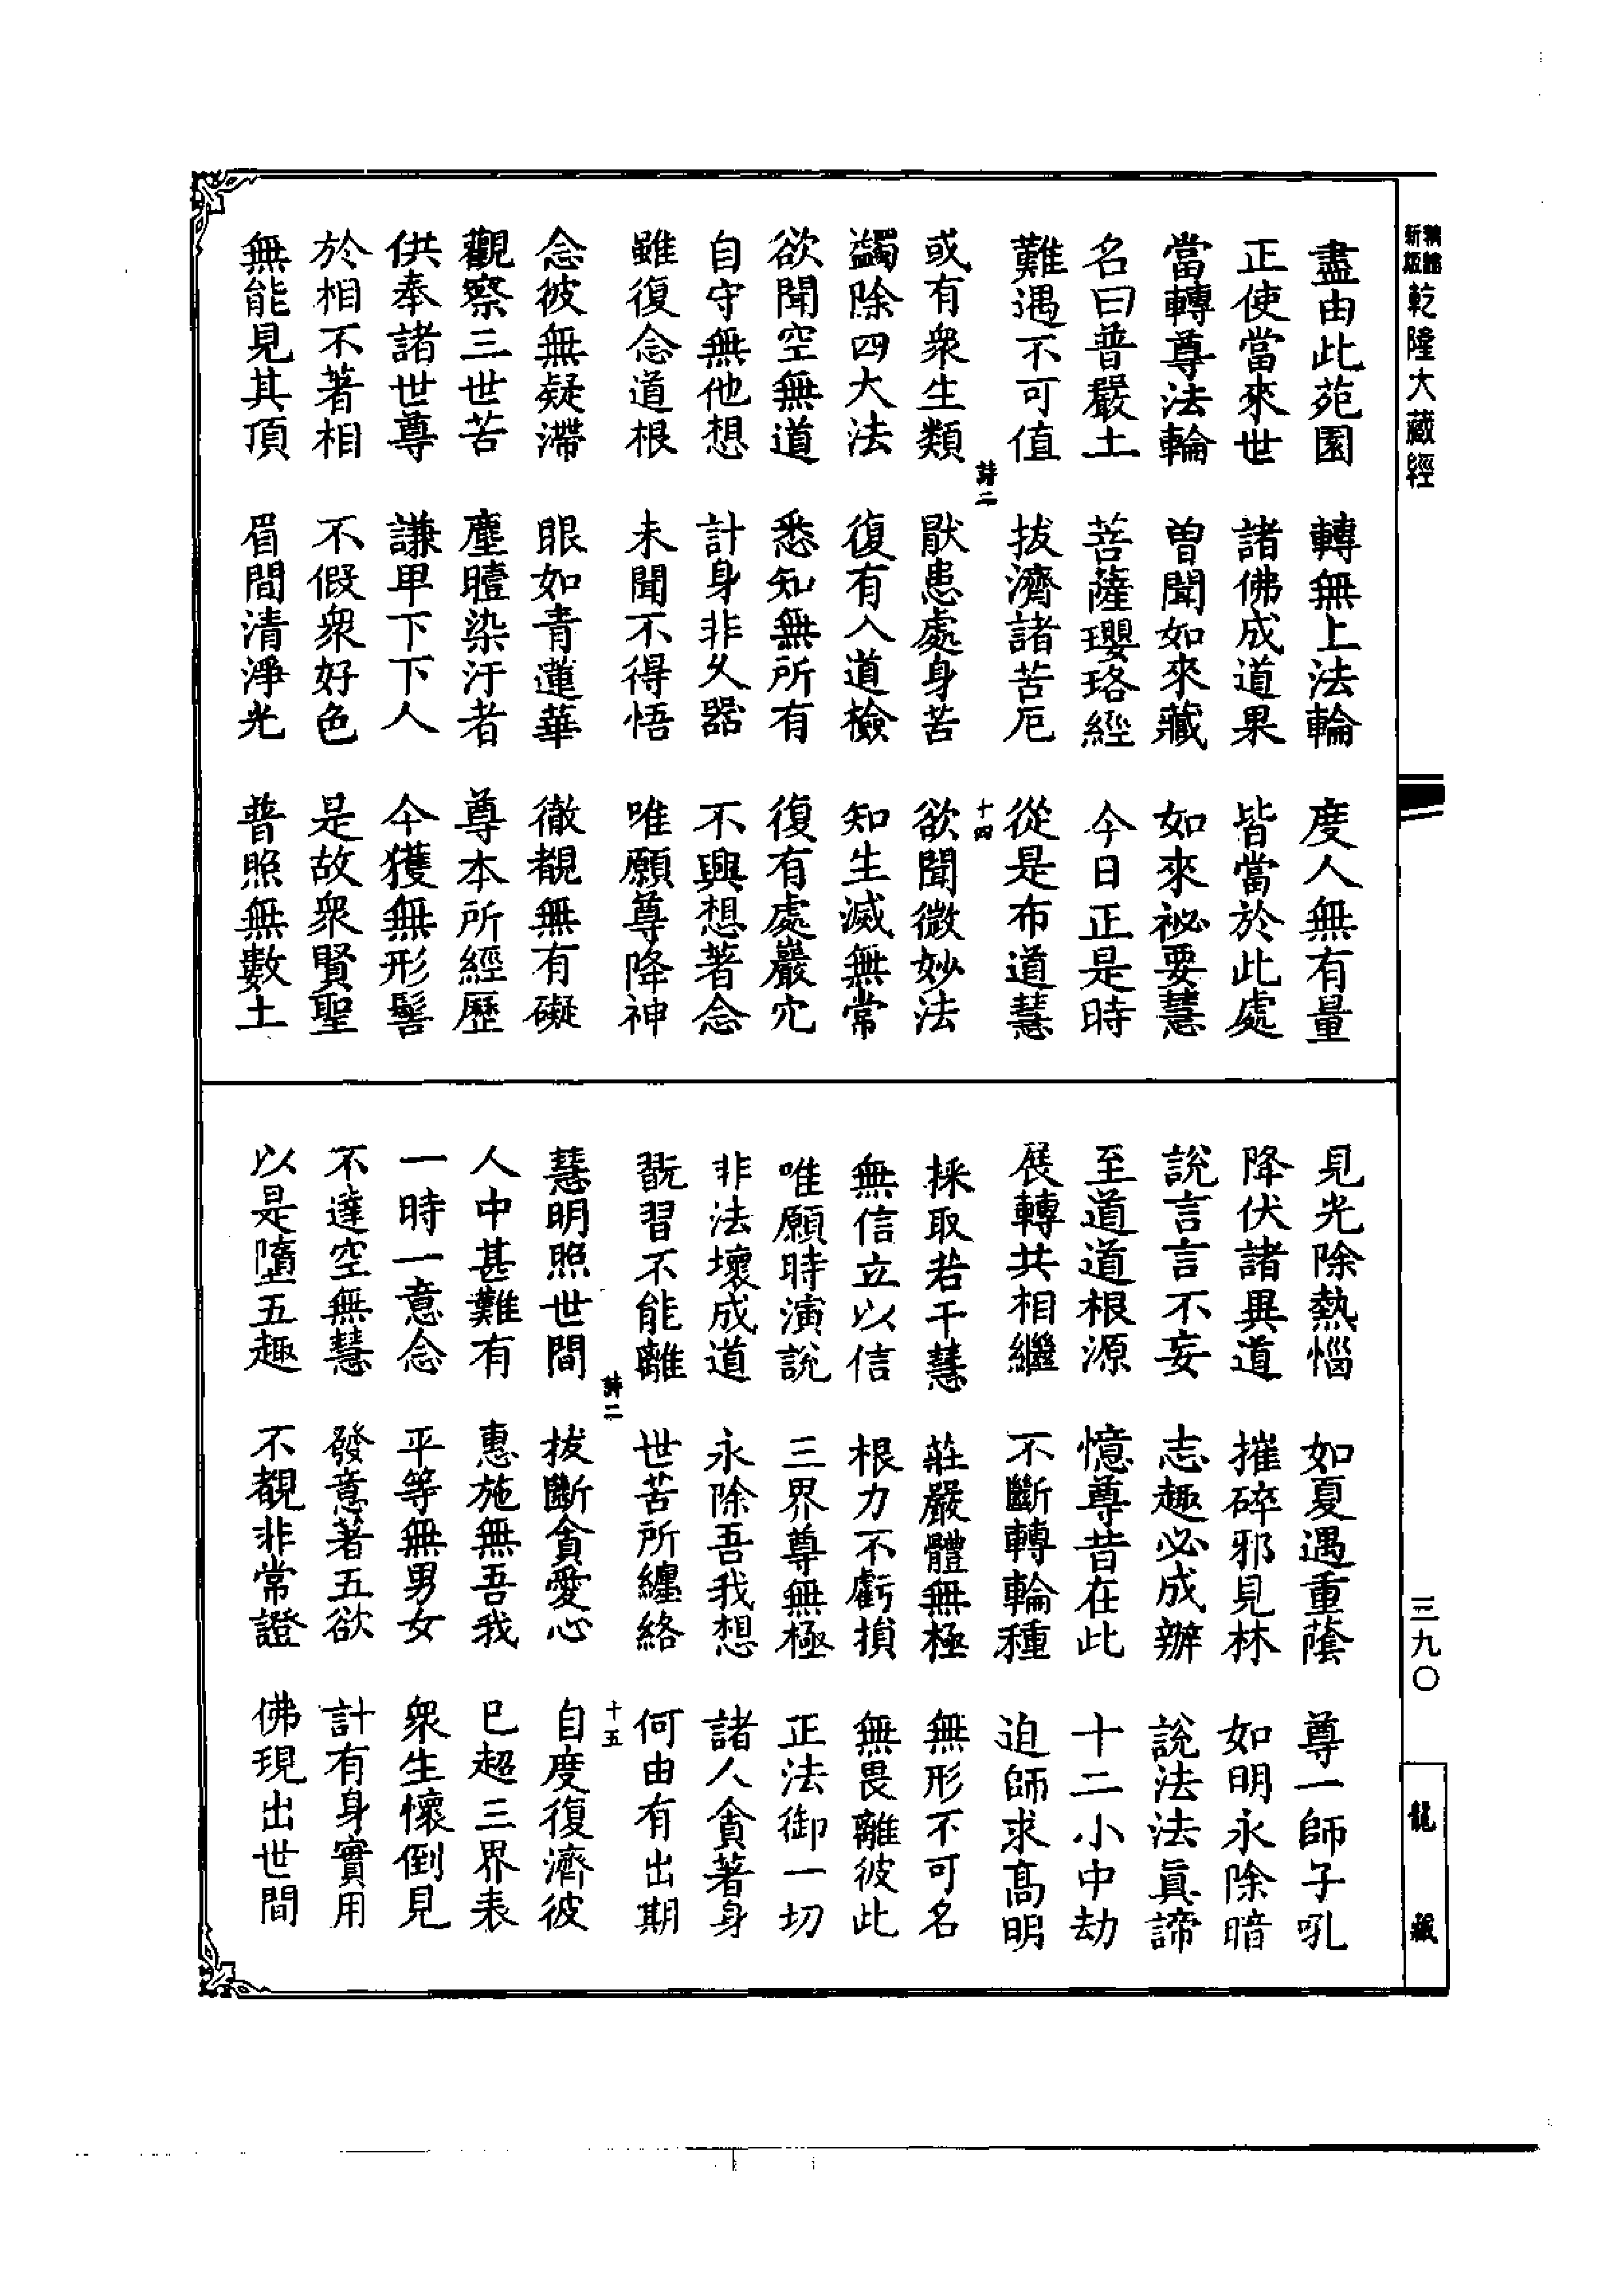 新版精縮乾隆大藏經
盡由此苑園 轉無上法輪 度人無有量
正使當來世 諸佛成道果 皆當於此處
當轉尊法輪 曾聞如來藏 如來祕要慧
名曰普嚴土 菩薩瓔珞經 今日正是時
難遇不可值 拔濟諸苦厄 從是布道慧
詩二 十四
或有衆生類 猒患處身苦 欲聞微妙法
蠲除四大法 復有入道檢 知生滅無常
欲聞空無道 悉知無所有 復有處巖穴
自守無他想 計身非久器 不興想著念
雖復念道根 未聞不得悟 唯願尊降神
念彼無疑滯 眼如青蓮華 徹覩無有礙
觀察三世苦 塵曀染汙者 尊本所經歷
供奉諸世尊 謙卑下下人 今獲無形髻
於相不著相 不假衆好色 是故衆賢聖
無能見其頂 眉間清淨光 普照無數土
見光除熱惱 如夏遇重蔭 尊一師子吼
降伏諸異道 摧碎邪見林 如明永除暗
說言言不妄 志趣必成辦 說法法真諦
至道道根源 憶尊昔在此 十二小中劫
展轉共相繼 不斷轉輪種 追師求髙明
採取若干慧 莊嚴體無極 無形不可名
無信立以信 根力不虧損 無畏離彼此
唯願時演說 三界尊無極 正法御一切
非法壞成道 永除吾我想 諸人貪著身
翫習不能離 世苦所纏絡 何由有出期
詩二 十五
慧明照世間 拔斷貪愛心 自度復濟彼
人中甚難有 惠施無吾我 已超三界表
一時一意念 平等無男女 衆生懷倒見
不達空無慧 發意著五欲 計有身實用
以是墮五趣 不覩非常證 佛現出世間
三九〇
龍藏